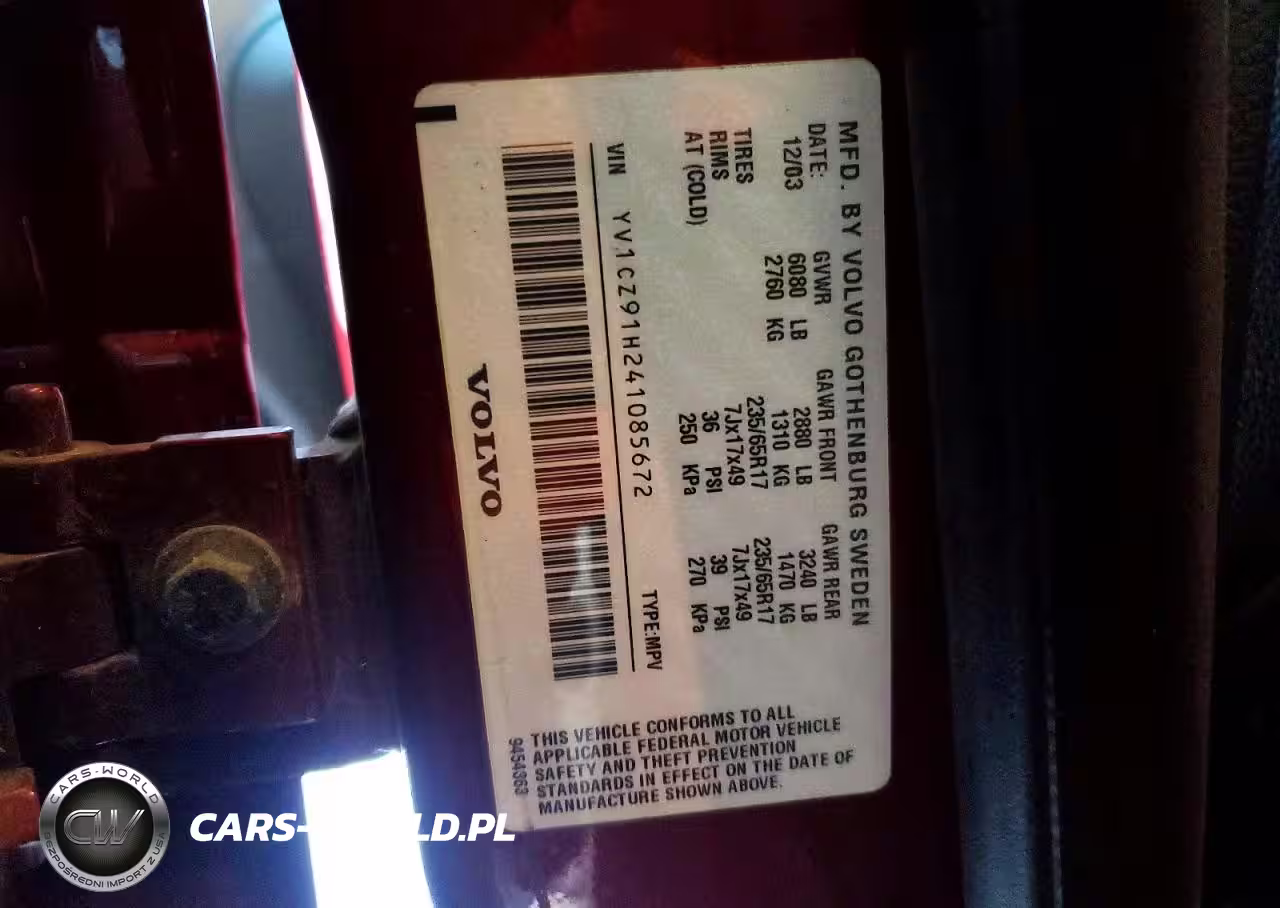 MFD. BY VOLVO GOTHENBURG SWEDEN
DATE: GVWR GAWR FRONT GAWR REAR
12/03 6080 LB 2880 LB 3240 LB
2760 KG 1310 KG 1470 KG
TIRES 235/65R17 235/65R17
RIMS 7Jx17x49 7Jx17x49
AT (COLD) 36 PSI 39 PSI
250 KPa 270 KPa
VIN YV1CZ91H241085672 TYPE:MPV
VOLVO
THIS VEHICLE CONFORMS TO ALL
APPLICABLE FEDERAL MOTOR VEHICLE
SAFETY AND THEFT PREVENTION
STANDARDS IN EFFECT ON THE DATE OF
MANUFACTURE SHOWN ABOVE.
9454363
CARS-WORLD
CW
BEZPOŚREDNI IMPORT Z USA
CARS-WORLD.PL